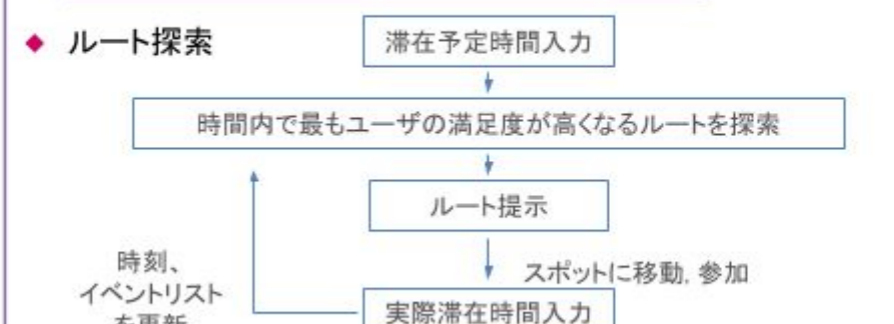 ルート探索
滞在予定時間入力
時間内で最もユーザの満足度が高くなるルートを探索
ルート提示
スポットに移動, 参加
時刻、
イベントリスト
を更新
実際滞在時間入力